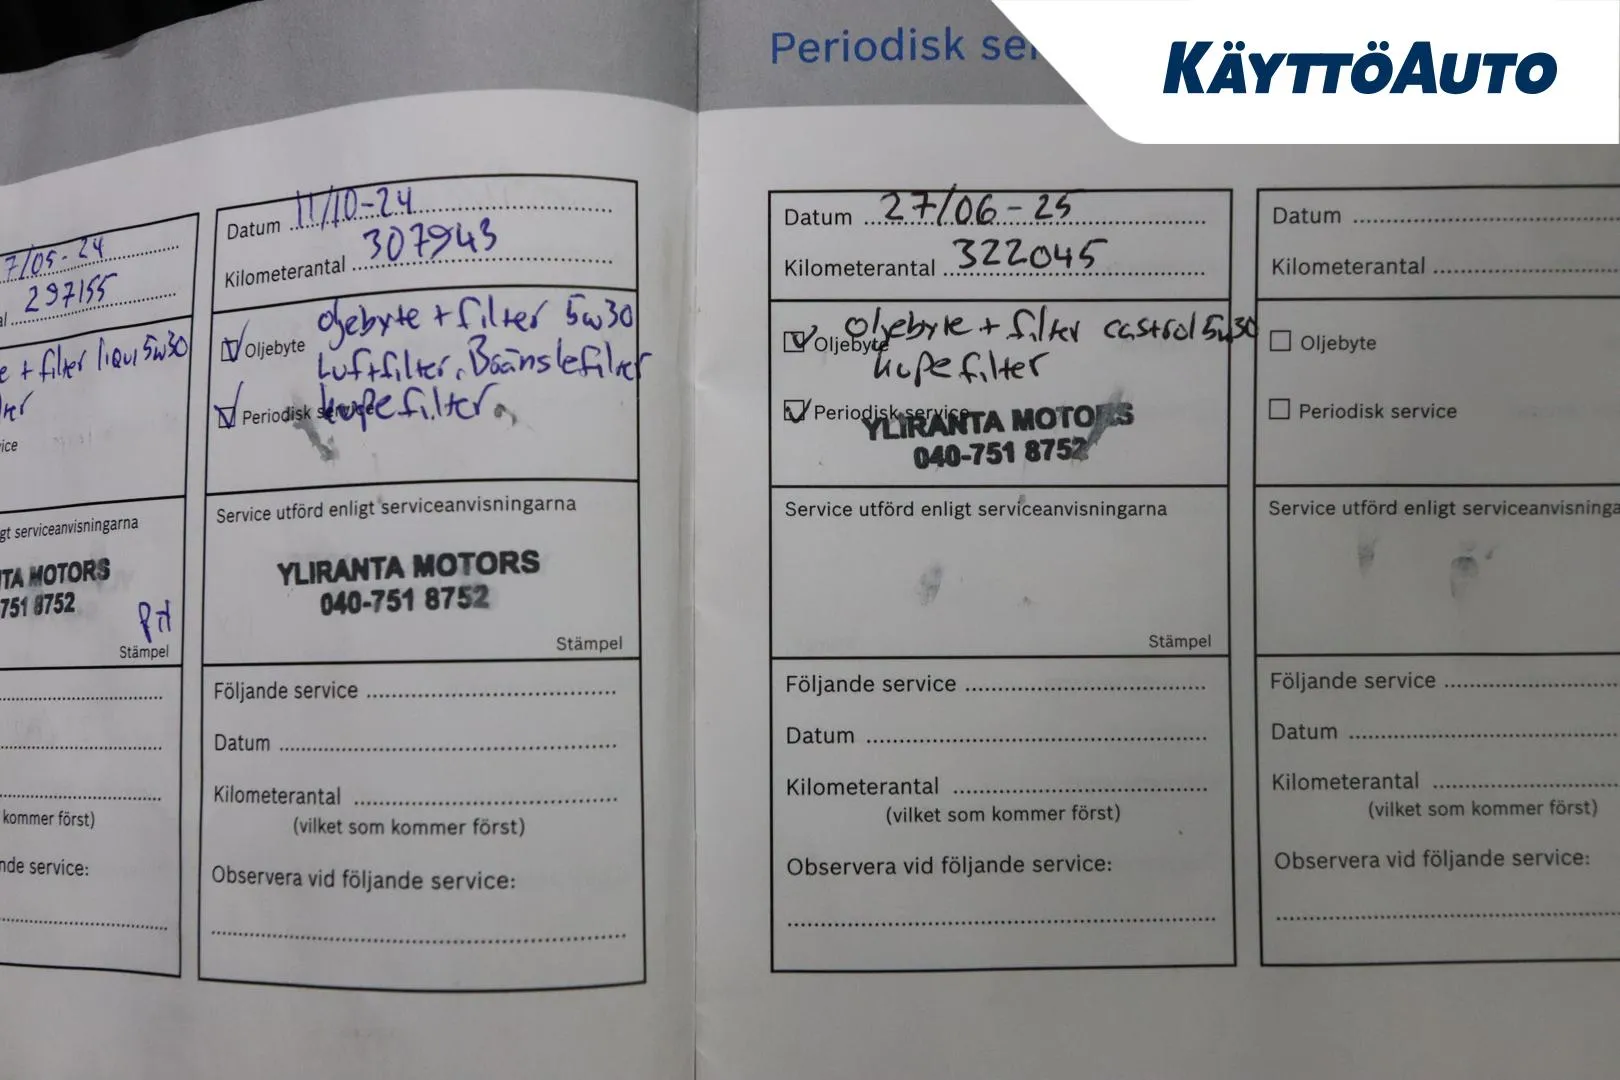 Periodisk se
KÄYTTÖAUTO
7/05-24
297155
e + filter liqui 5w30
gt serviceanvisningarna
TA MOTORS
751 8752
Stämpel
kommer först)
nde service:
Datum 11/10-24
Kilometerantal 307943
Oljebyte oljebyte + filter 5w30
Luftfilter, Bränslefilter
Periodisk service kupefilter
Service utförd enligt serviceanvisningarna
YLIRANTA MOTORS
040-751 8752
Stämpel
Följande service
Datum
Kilometerantal
(vilket som kommer först)
Observera vid följande service:
Datum 27/06-25
Kilometerantal 322045
Oljebyte oljebyte + filter castrol 5w30
kupefilter
Periodisk service
YLIRANTA MOTORS
040-751 8752
Service utförd enligt serviceanvisningarna
Stämpel
Följande service
Datum
Kilometerantal
(vilket som kommer först)
Observera vid följande service:
Datum
Kilometerantal
Oljebyte
Periodisk service
Service utförd enligt serviceanvisninga
Följande service
Datum
Kilometerantal
(vilket som kommer först)
Observera vid följande service: